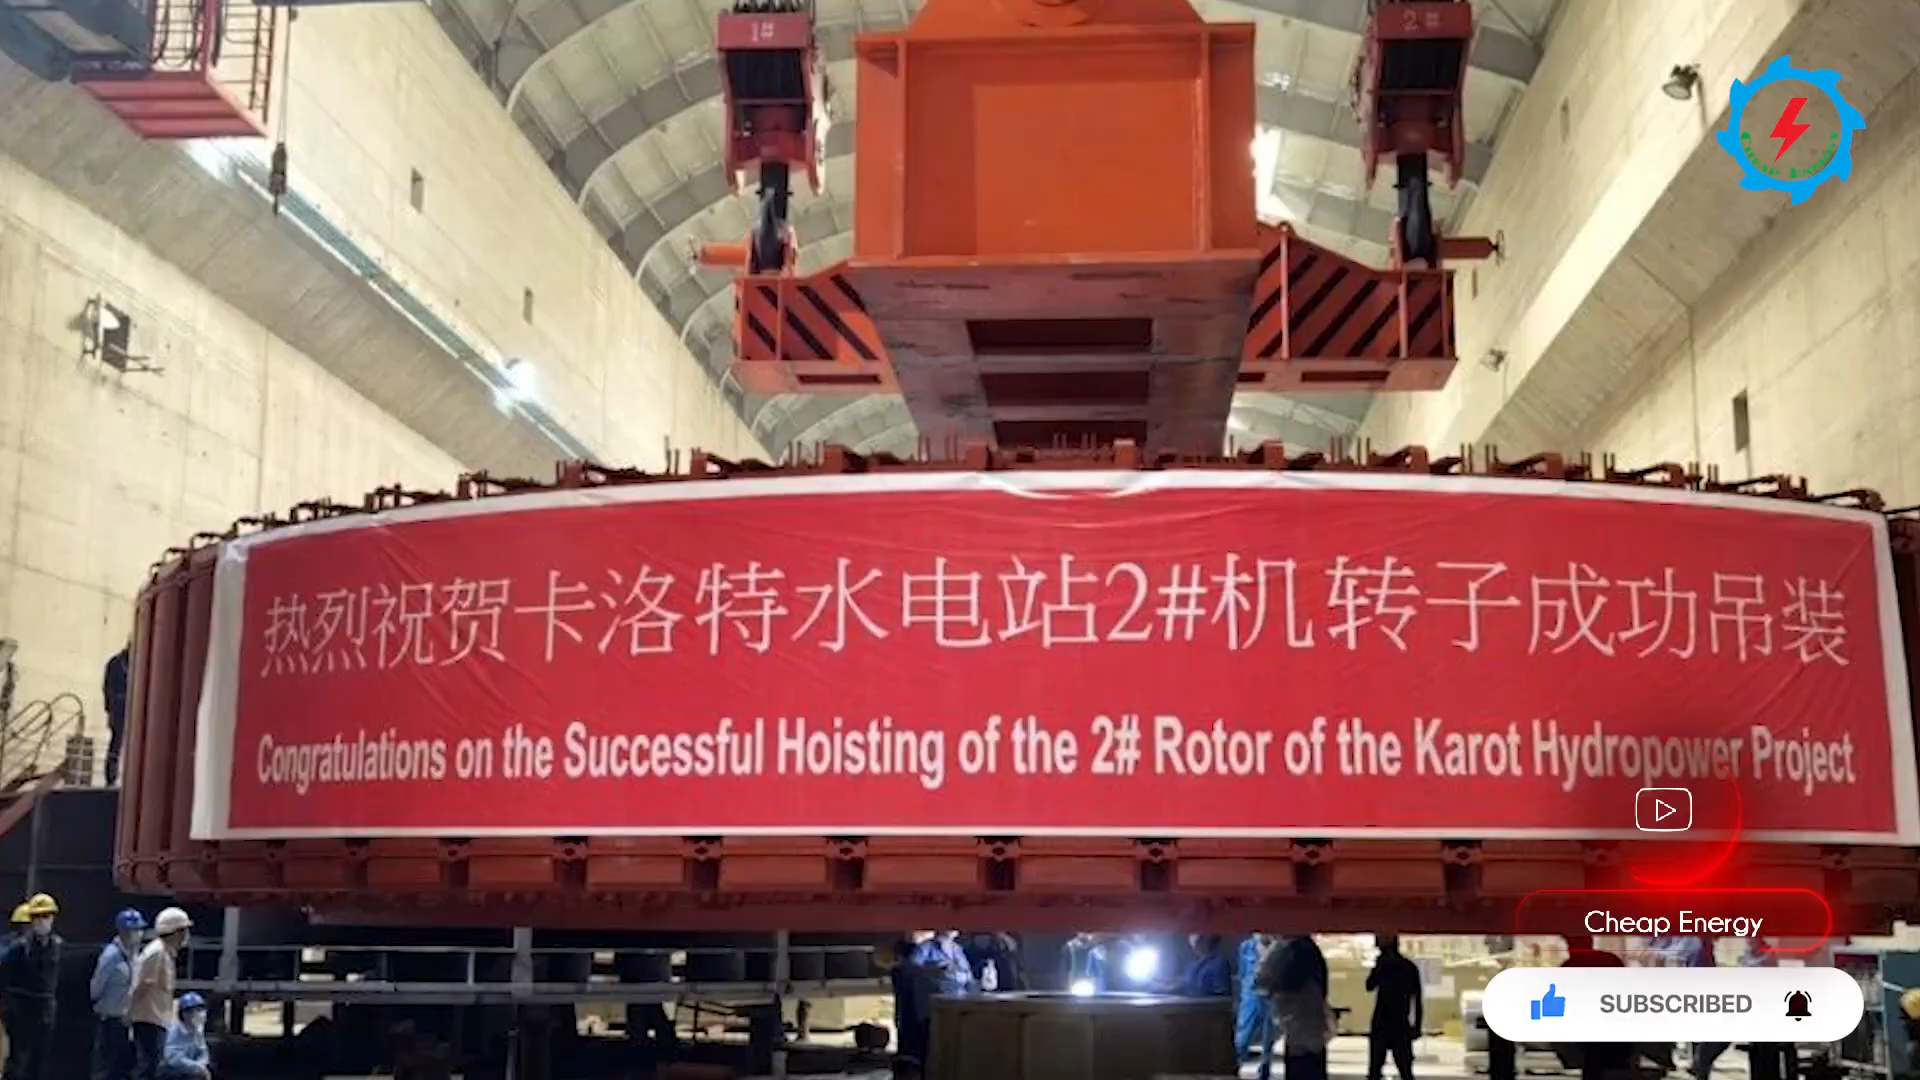 1#
2#
热烈祝贺卡洛特水电站2#机转子成功吊装
Congratulations on the Successful Hoisting of the 2# Rotor of the Karot Hydropower Project
Cheap Energy
SUBSCRIBED